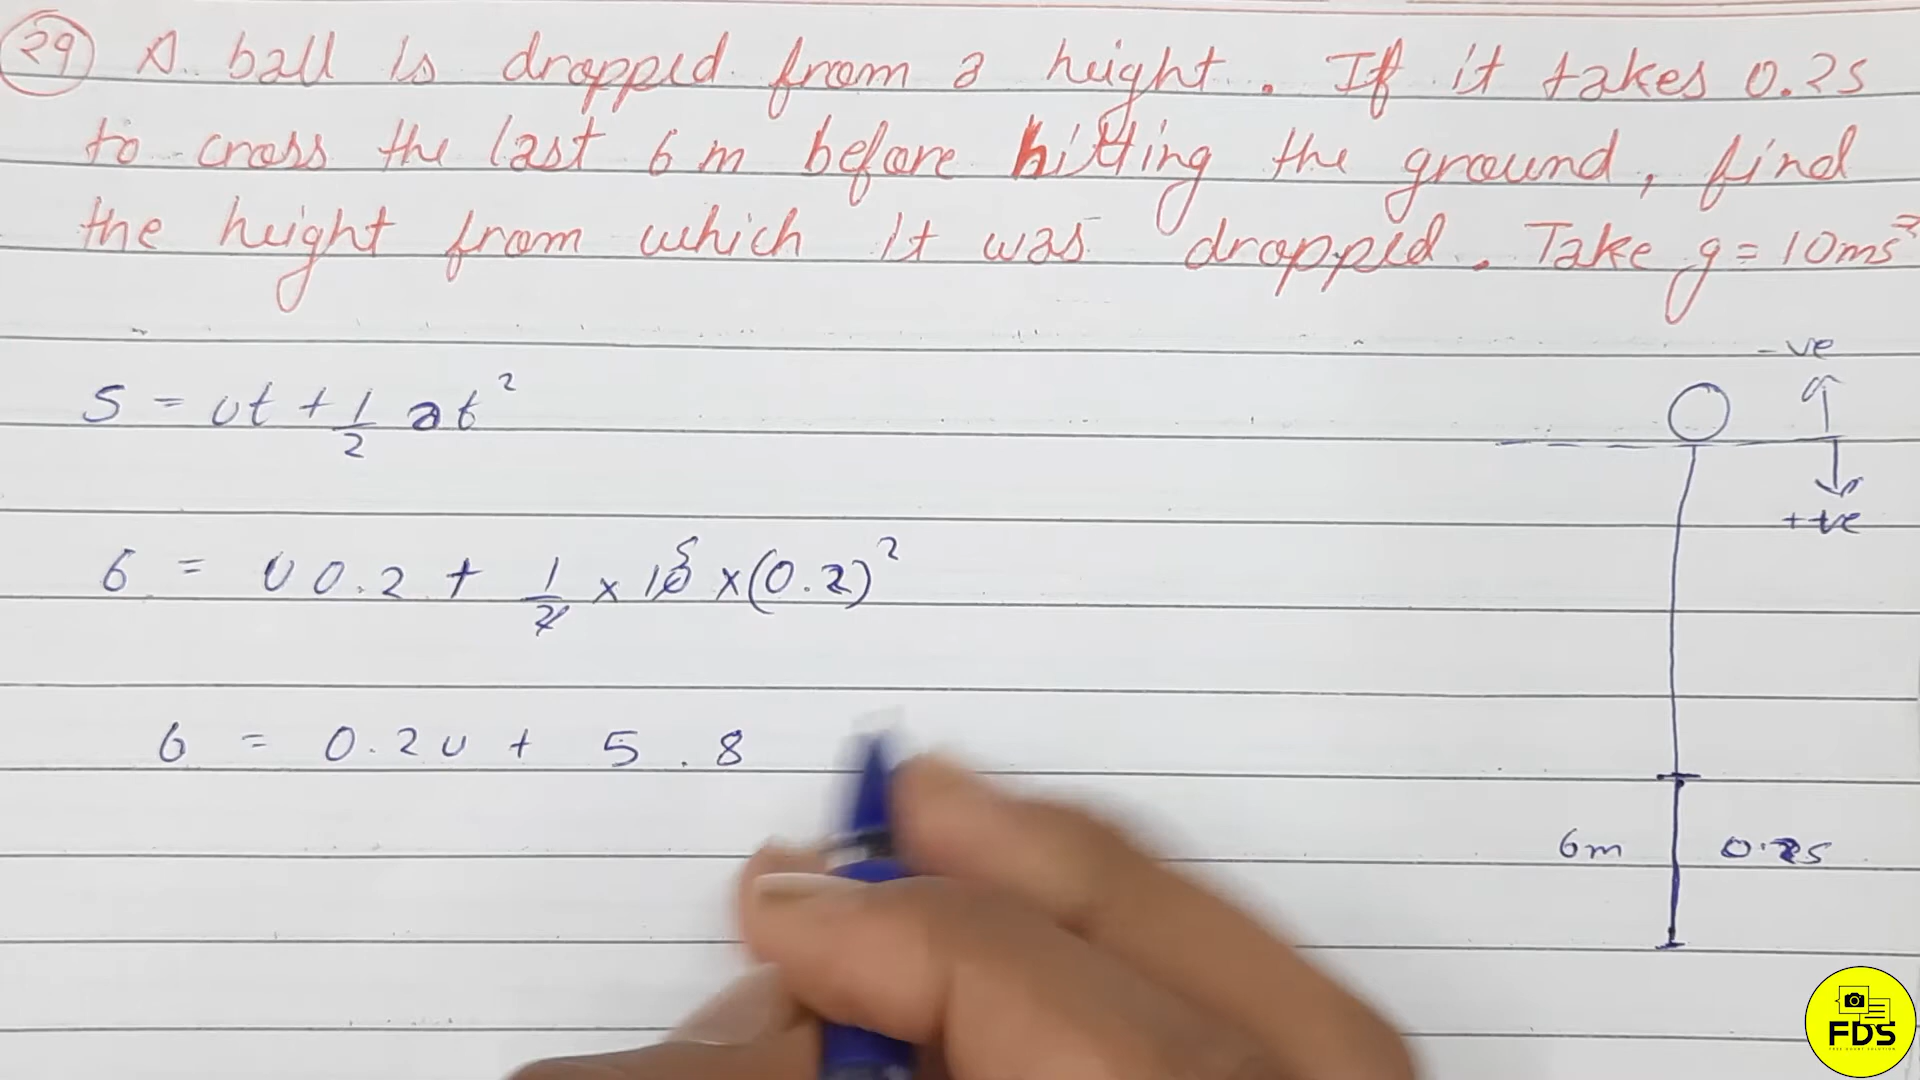 29 A ball is dropped from a height. If it takes 0.2s
to cross the last 6 m before hitting the ground, find
the height from which it was dropped. Take g = 10ms⁻²
-ve
S = ut + 1/2 at²
+ve
6 = u 0.2 + 1/2 × 10 5 × (0.2)²
6 = 0.2u + 5.8
6m 0.2s
FDS